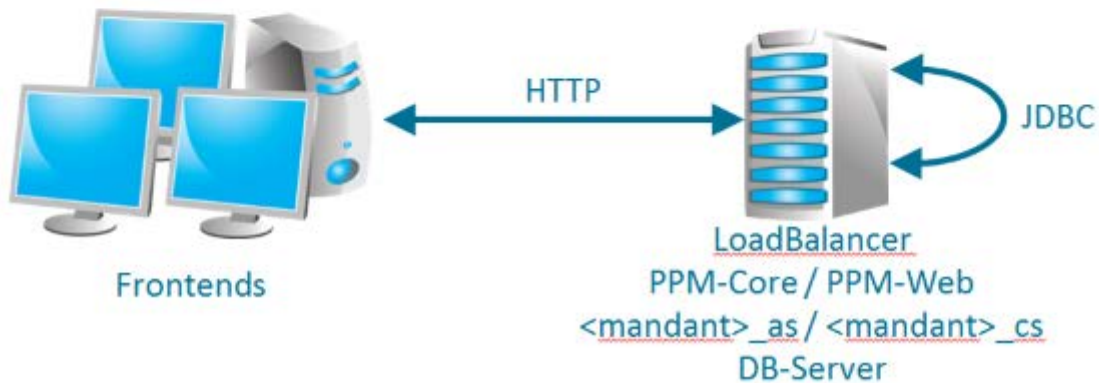 HTTP
JDBC
Frontends
LoadBalancer
PPM-Core / PPM-Web
<mandant>_as / <mandant>_cs
DB-Server